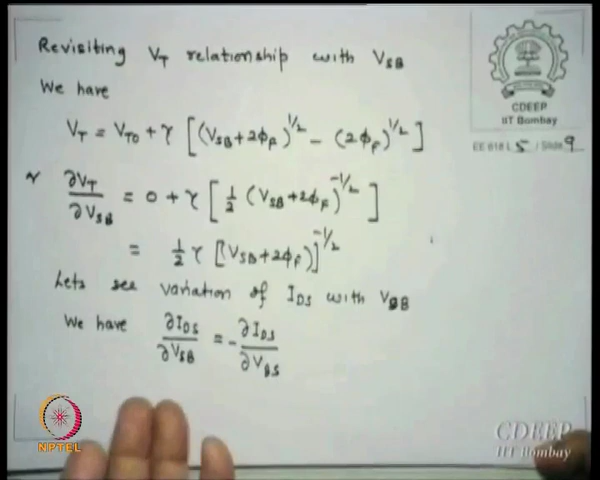 Revisiting V_T relationship with V_SB
We have
V_T = V_T0 + γ [(V_SB + 2φ_F)^1/2 - (2φ_F)^1/2]
∂V_T/∂V_SB = 0 + γ [1/2 (V_SB + 2φ_F)^-1/2]
= 1/2 γ [V_SB + 2φ_F)]^-1/2
Lets see variation of I_DS with V_SB
We have ∂I_DS/∂V_SB = - ∂I_DS/∂V_BS
CDEEP
IIT Bombay
EE 618 L 5 / Slide 9
NPTEL
CDEEP
IIT Bombay